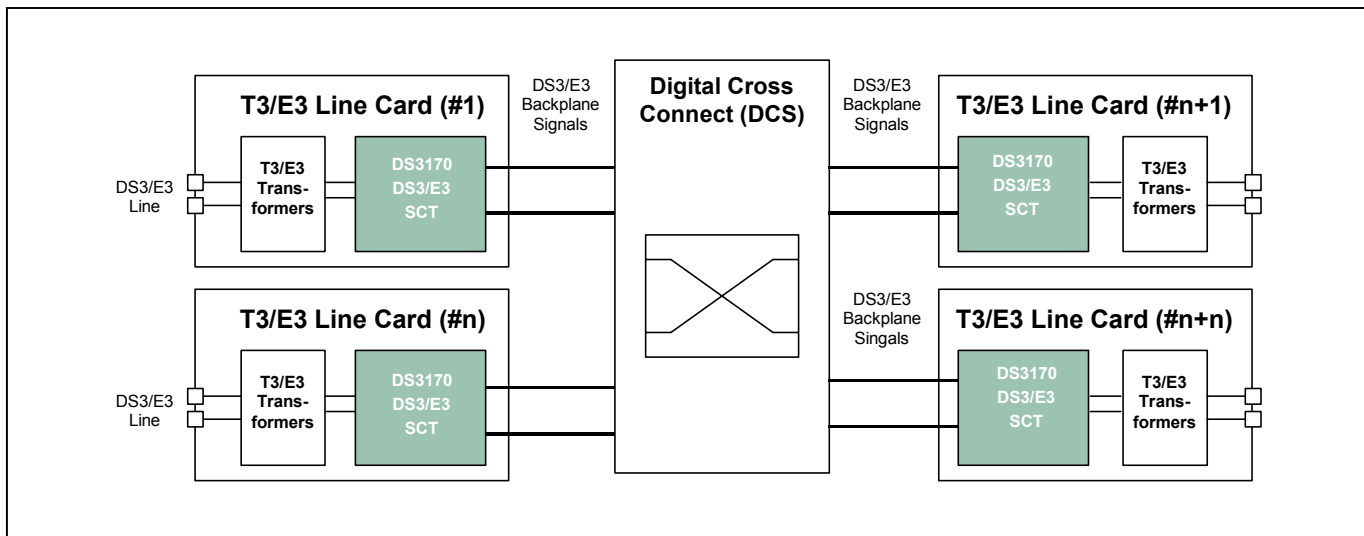 T3/E3 Line Card (#1)
DS3/E3
Line
T3/E3
Trans-
formers
DS3170
DS3/E3
SCT
DS3/E3
Backplane
Signals
Digital Cross
Connect (DCS)
DS3/E3
Backplane
Signals
T3/E3 Line Card (#n+1)
DS3170
DS3/E3
SCT
T3/E3
Trans-
formers
T3/E3 Line Card (#n)
DS3/E3
Line
T3/E3
Trans-
formers
DS3170
DS3/E3
SCT
DS3/E3
Backplane
Singals
T3/E3 Line Card (#n+n)
DS3170
DS3/E3
SCT
T3/E3
Trans-
formers